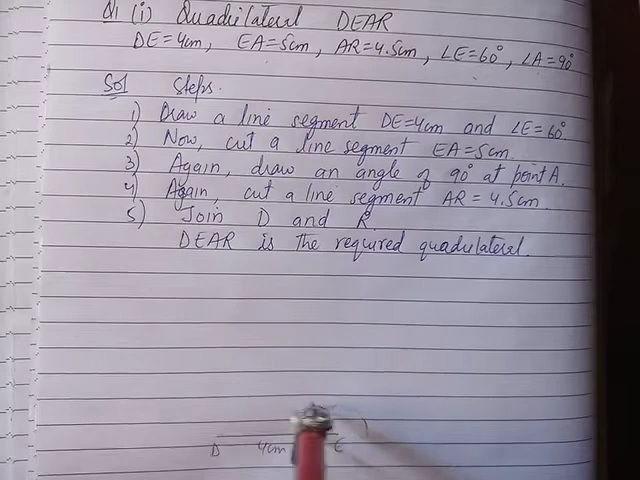 Q1 (i) Quadrilateral DEAR
DE = 4cm, EA = 5cm, AR = 4.5cm, ∠E = 60°, ∠A = 90°
Sol Steps.
1) Draw a line segment DE = 4cm and ∠E = 60°.
2) Now, cut a line segment EA = 5cm.
3) Again, draw an angle of 90° at point A.
4) Again, cut a line segment AR = 4.5cm.
5) Join D and R.
DEAR is the required quadrilateral.
D 4cm E